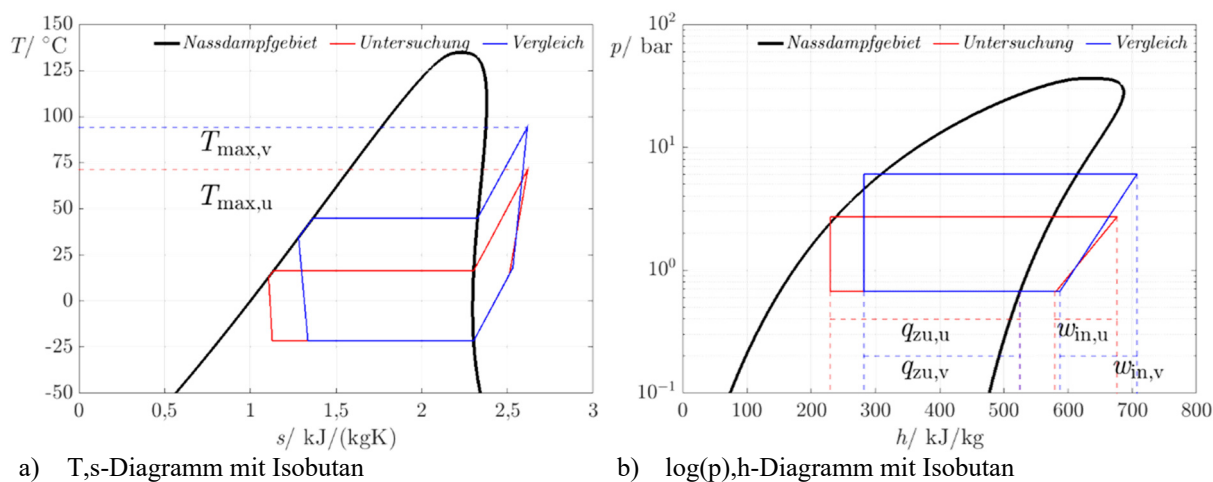 150
125
100
75
50
25
0
-25
-50
T/ °C
Nassdampfgebiet Untersuchung Vergleich
T_max,v
T_max,u
0 0,5 1 1,5 2 2,5 3
s/ kJ/(kgK)
a) T,s-Diagramm mit Isobutan
10^2
10^1
10^0
10^-1
p/ bar
Nassdampfgebiet Untersuchung Vergleich
q_zu,u w_in,u
q_zu,v w_in,v
0 100 200 300 400 500 600 700 800
h/ kJ/kg
b) log(p),h-Diagramm mit Isobutan